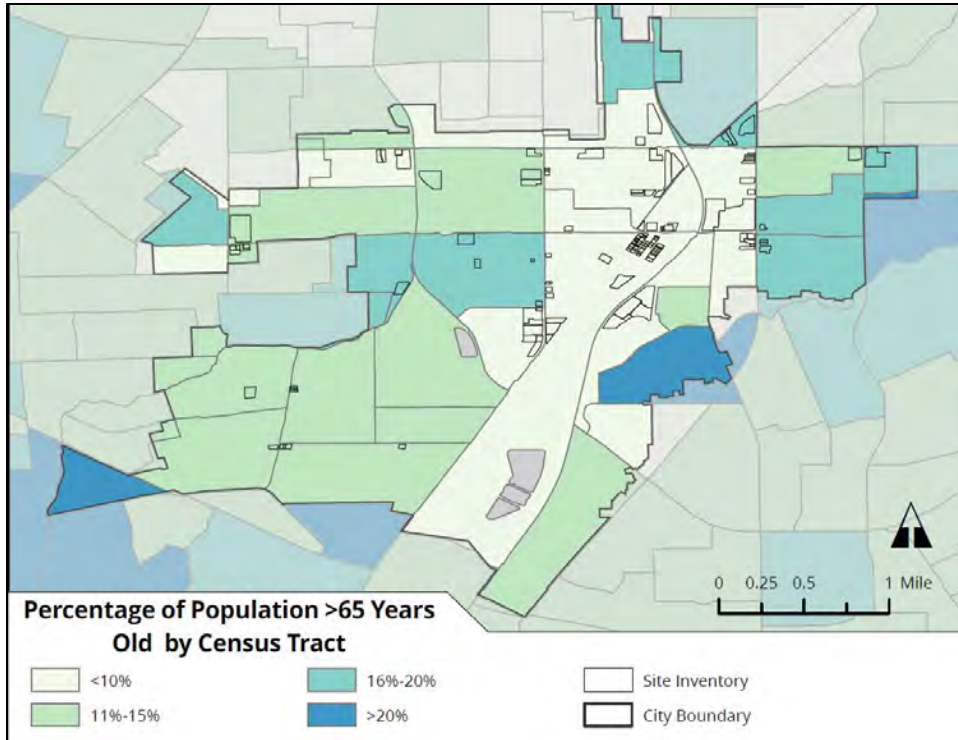 0 0.25 0.5 1 Mile
Percentage of Population >65 Years
Old by Census Tract
<10%
16%-20%
Site Inventory
11%-15%
>20%
City Boundary